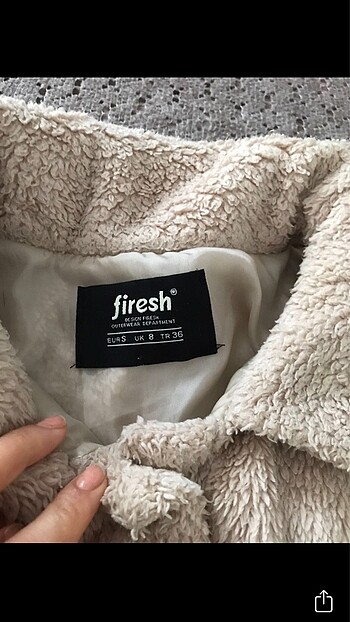 firesh®
DESIGN FIRESH
OUTERWEAR DEPARTMENT
EUR S UK 8 TR 36